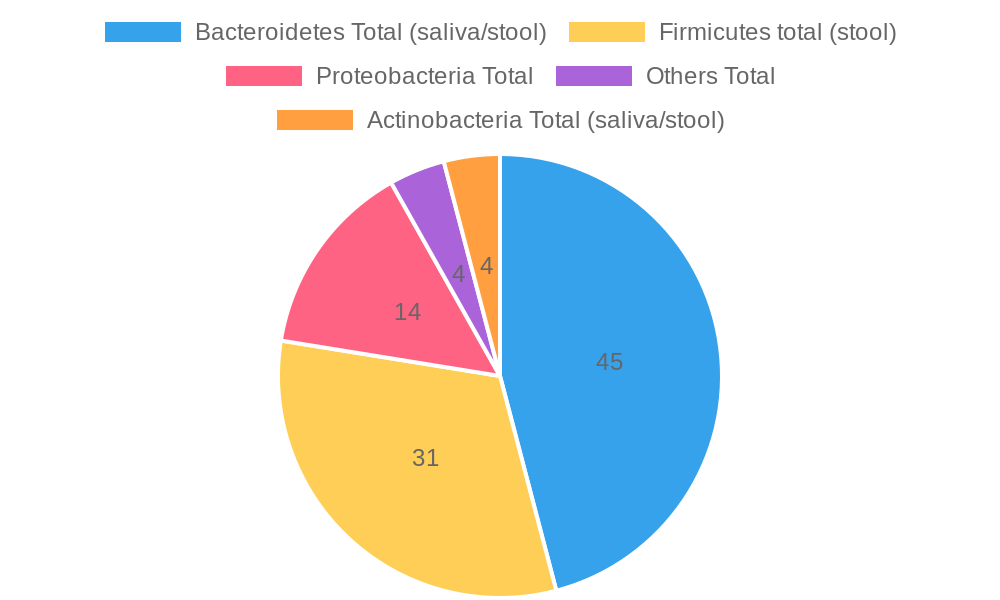 Bacteroidetes Total (saliva/stool) Firmicutes total (stool)
Proteobacteria Total Others Total
Actinobacteria Total (saliva/stool)
4 4
14
45
31